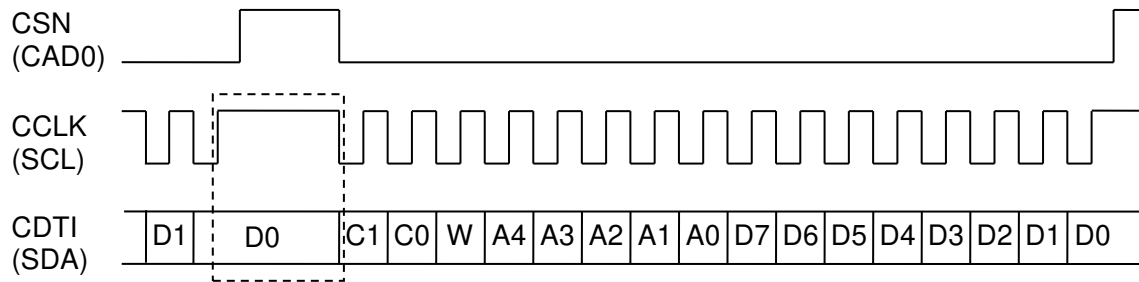 CSN
(CAD0)
CCLK
(SCL)
CDTI
(SDA)
D1 D0 C1 C0 W A4 A3 A2 A1 A0 D7 D6 D5 D4 D3 D2 D1 D0